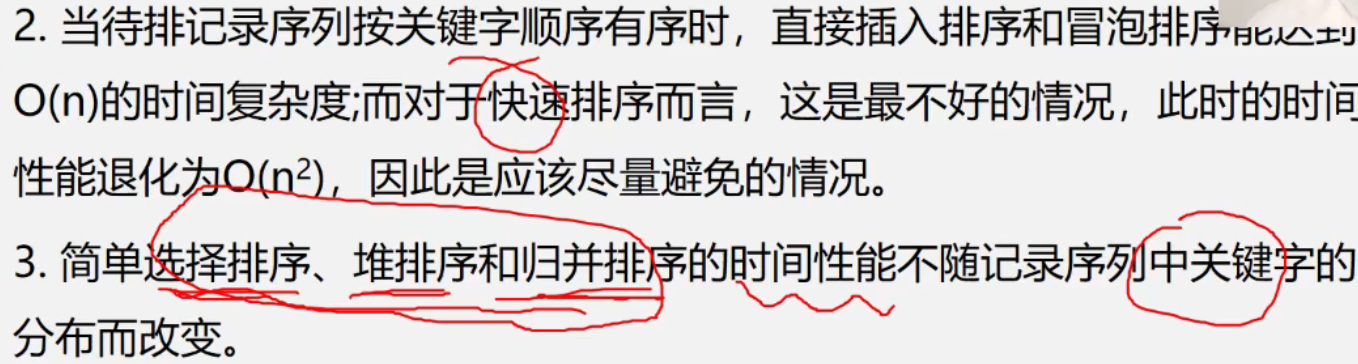 2. 当待排记录序列按关键字顺序有序时，直接插入排序和冒泡排序能达到
O(n)的时间复杂度;而对于快速排序而言，这是最不好的情况，此时的时间
性能退化为O(n²)，因此是应该尽量避免的情况。
3. 简单选择排序、堆排序和归并排序的时间性能不随记录序列中关键字的
分布而改变。